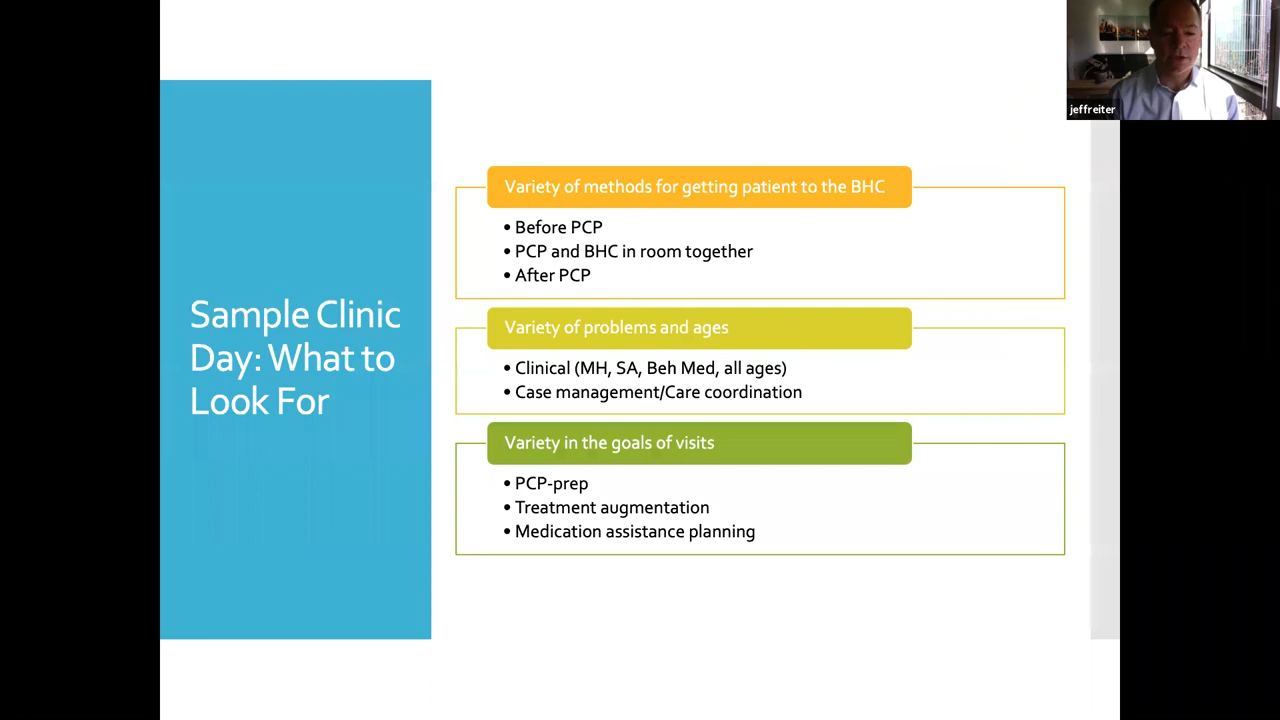 jeffreiter
Sample Clinic
Day: What to
Look For
Variety of methods for getting patient to the BHC
• Before PCP
• PCP and BHC in room together
• After PCP
Variety of problems and ages
• Clinical (MH, SA, Beh Med, all ages)
• Case management/Care coordination
Variety in the goals of visits
• PCP-prep
• Treatment augmentation
• Medication assistance planning